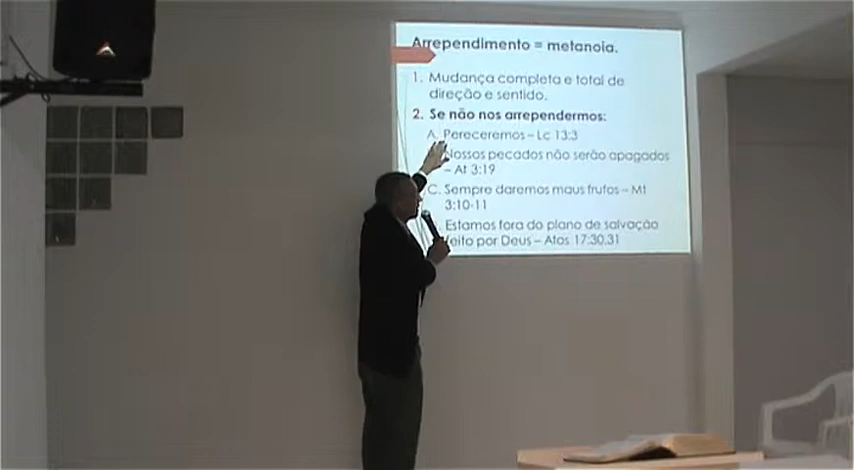 Arrependimento = metanoia.
1. Mudança completa e total de
direção e sentido.
2. Se não nos arrependermos:
A. Pereceremos – Lc 13:3
Nossos pecados não serão apagados
– At 3:19
C. Sempre daremos maus frutos – Mt
3:10-11
Estamos fora do plano de salvação
feito por Deus – Atos 17:30,31